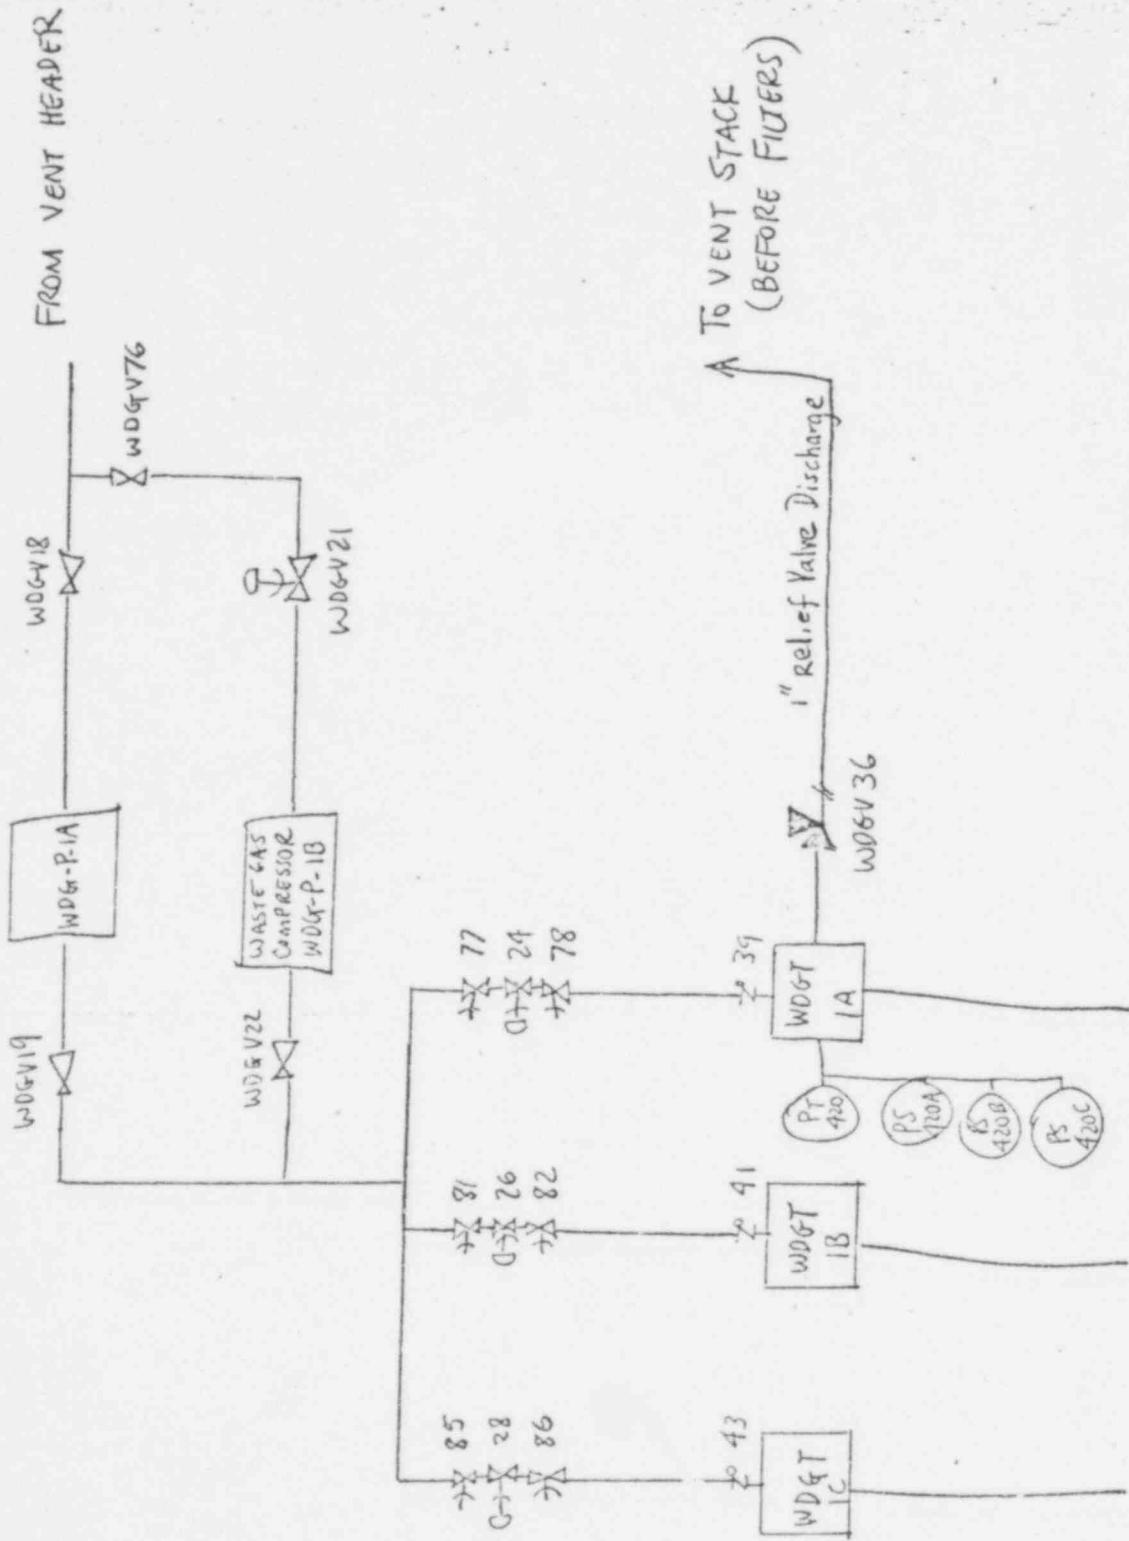 FROM VENT HEADER
WDGV76
WDGV18
WDGV21
WDG-P-1A
WASTE GAS
COMPRESSOR
WDG-P-1B
WDGV19
WDGV22
TO VENT STACK
(BEFORE FILTERS)
1" Relief Valve Discharge
WDGV36
77
24
78
39
WDGT
1A
PT
420
PS
420A
PS
420B
PS
420C
81
26
82
41
WDGT
1B
85
28
86
43
WDGT
1C